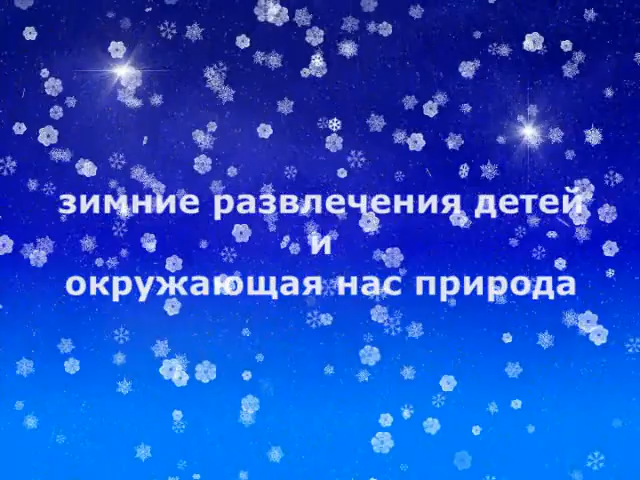 зимние развлечения детей
и
окружающая нас природа